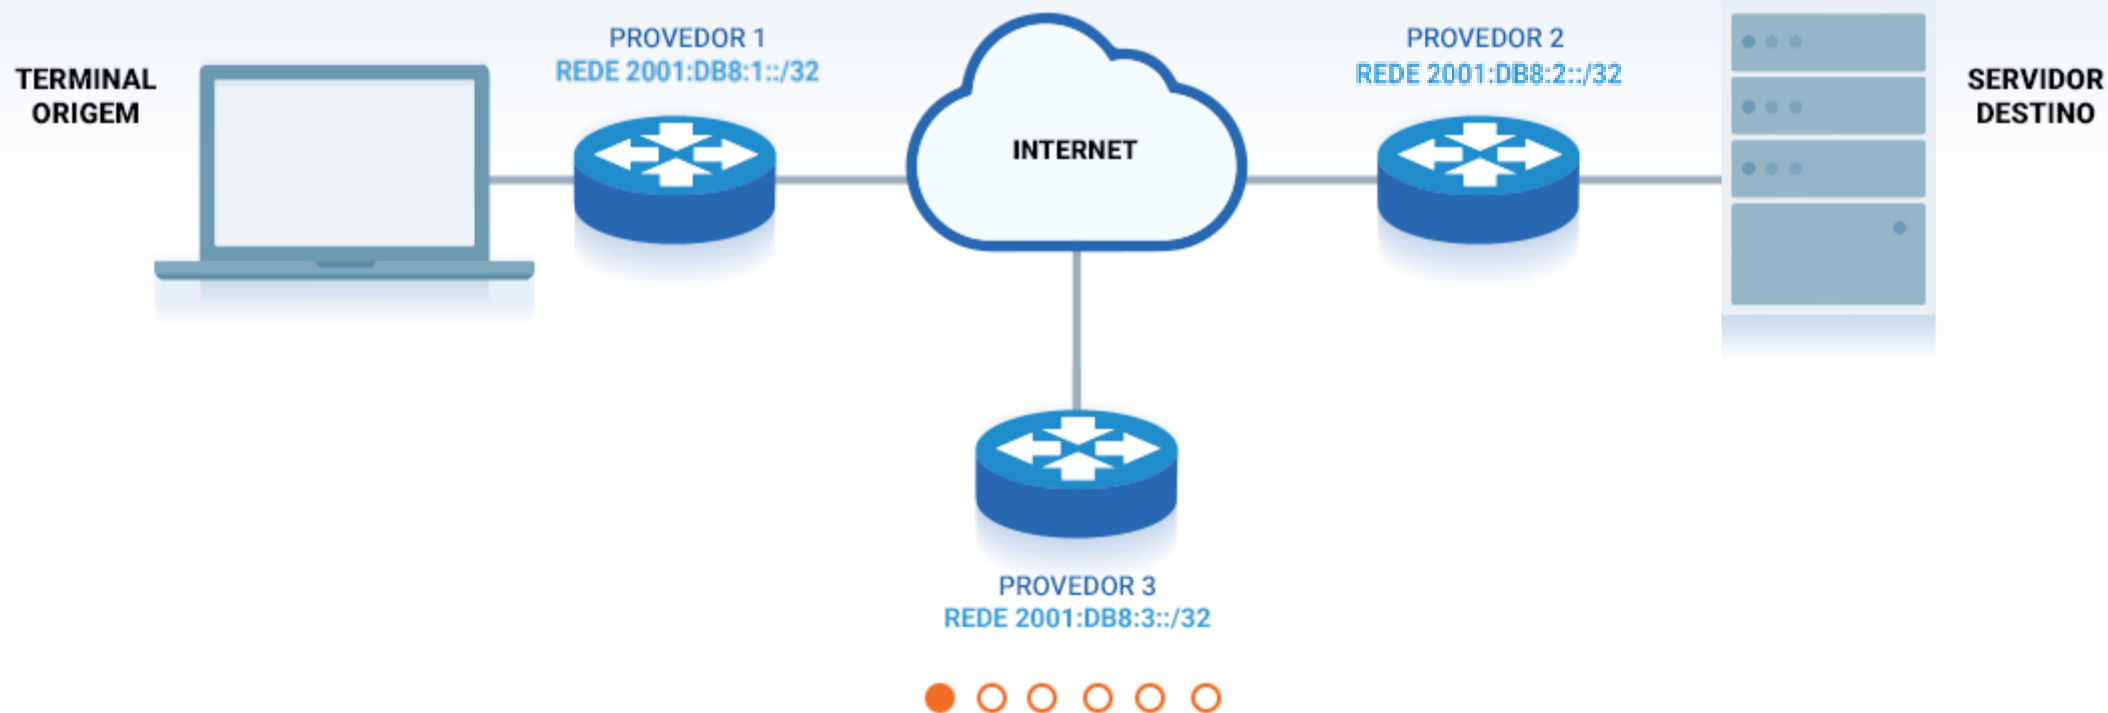 TERMINAL
ORIGEM
PROVEDOR 1
REDE 2001:DB8:1::/32
INTERNET
PROVEDOR 2
REDE 2001:DB8:2::/32
SERVIDOR
DESTINO
PROVEDOR 3
REDE 2001:DB8:3::/32